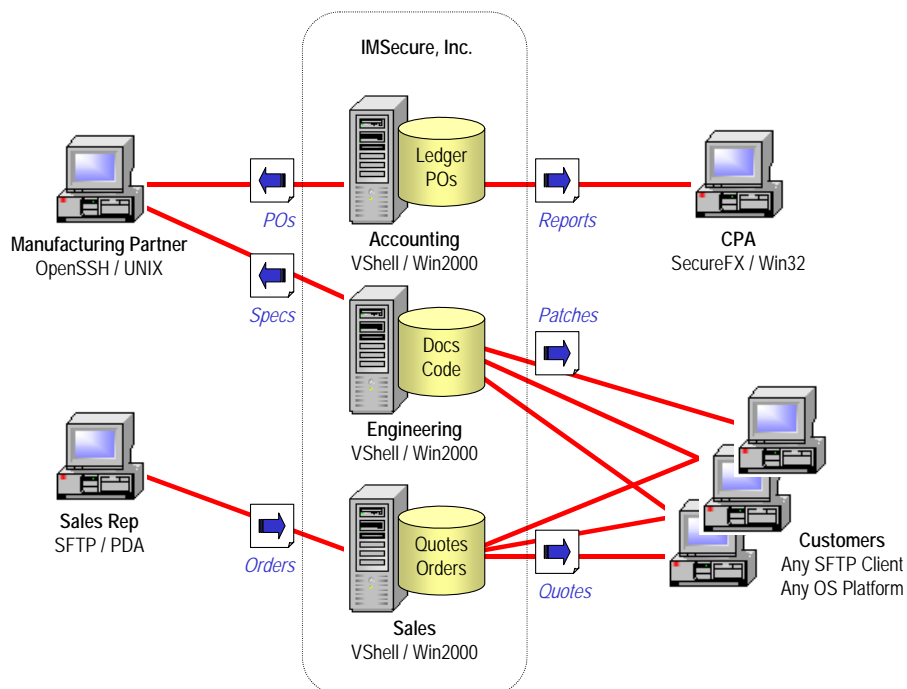 IMSecure, Inc.
Ledger
POs
POs
Reports
Manufacturing Partner
OpenSSH / UNIX
Accounting
VShell / Win2000
CPA
SecureFX / Win32
Specs
Patches
Docs
Code
Engineering
VShell / Win2000
Sales Rep
SFTP / PDA
Orders
Quotes
Orders
Quotes
Customers
Any SFTP Client
Any OS Platform
Sales
VShell / Win2000